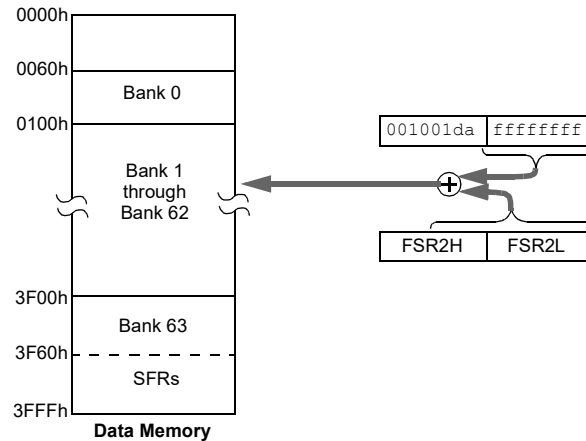 0000h
0060h
Bank 0
0100h
001001da ffffffff
Bank 1
through
Bank 62
FSR2H FSR2L
3F00h
Bank 63
3F60h
SFRs
3FFFh
Data Memory